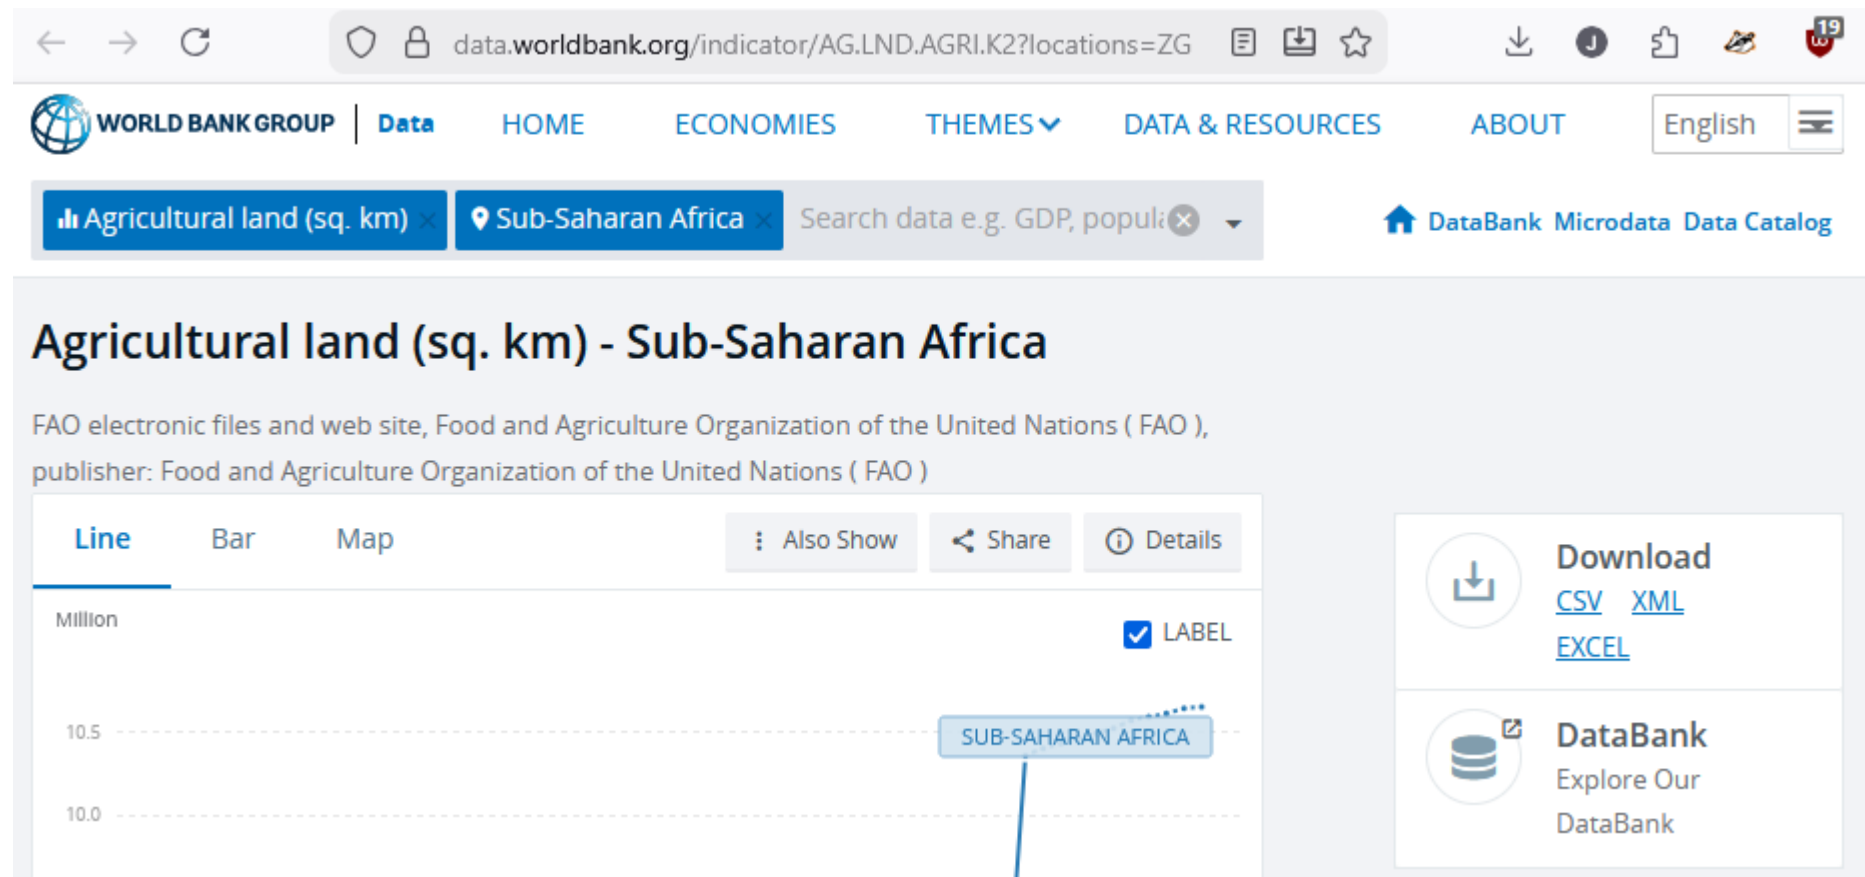 data.worldbank.org/indicator/AG.LND.AGRI.K2?locations=ZG
J
19
WORLD BANK GROUP Data HOME ECONOMIES THEMES DATA & RESOURCES ABOUT English
Agricultural land (sq. km) × Sub-Saharan Africa × Search data e.g. GDP, popula
DataBank Microdata Data Catalog
Agricultural land (sq. km) - Sub-Saharan Africa
FAO electronic files and web site, Food and Agriculture Organization of the United Nations ( FAO ),
publisher: Food and Agriculture Organization of the United Nations ( FAO )
Line Bar Map Also Show Share Details
Million
LABEL
10.5
SUB-SAHARAN AFRICA
10.0
Download
CSV XML
EXCEL
DataBank
Explore Our
DataBank